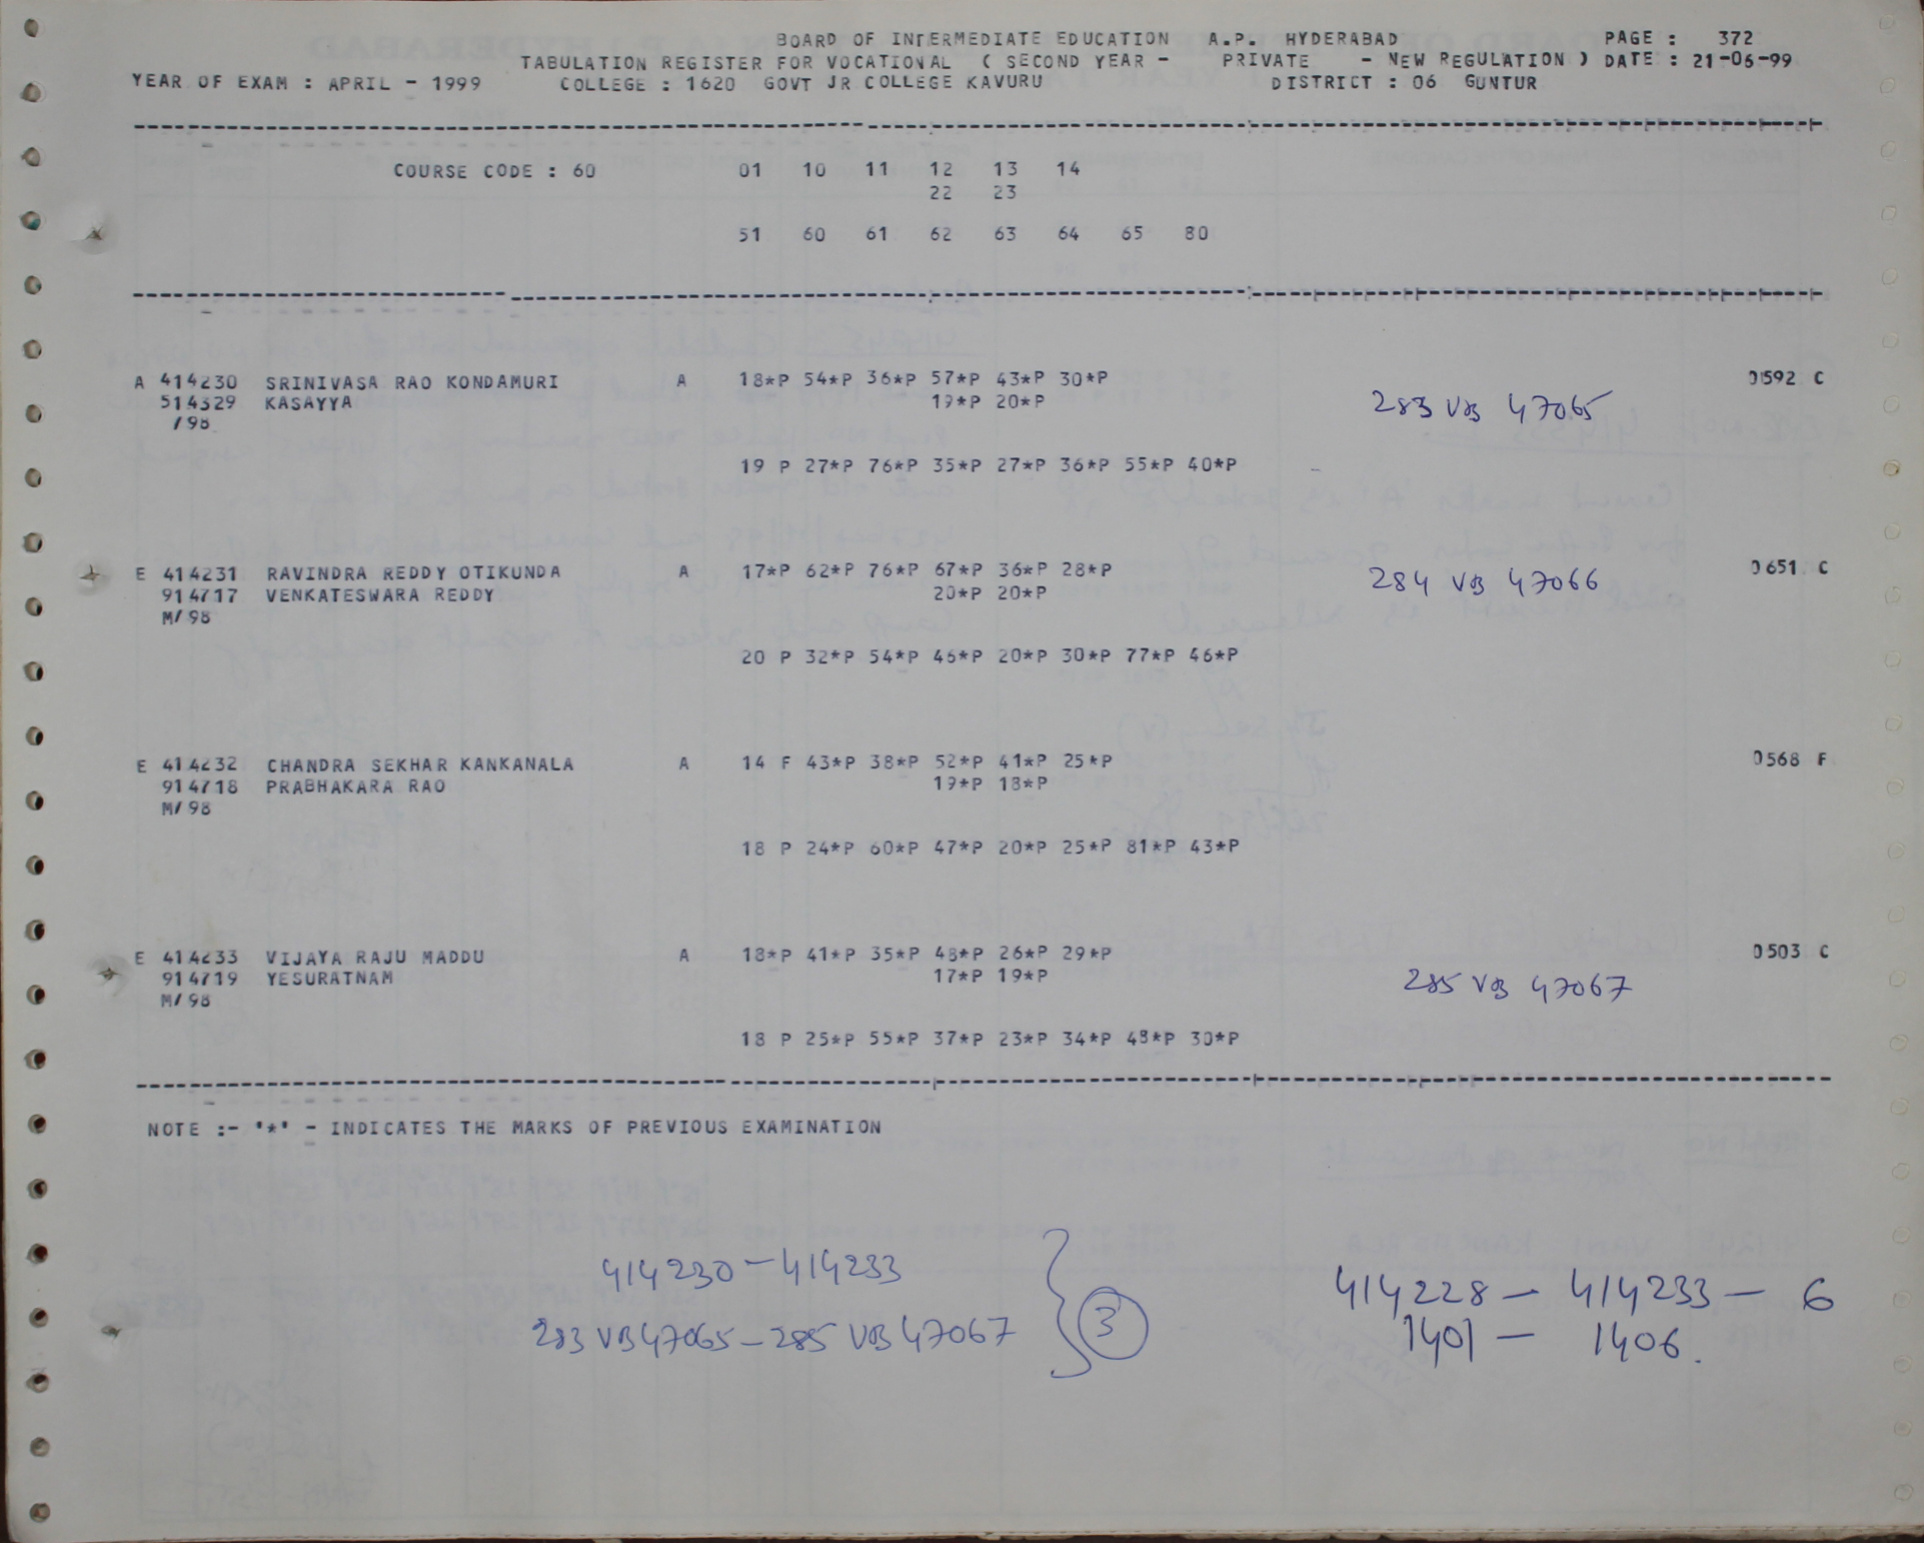 BOARD OF INTERMEDIATE EDUCATION A.P. HYDERABAD PAGE : 372
TABULATION REGISTER FOR VOCATIONAL ( SECOND YEAR - PRIVATE - NEW REGULATION ) DATE : 21-06-99
YEAR OF EXAM : APRIL - 1999 COLLEGE : 1620 GOVT JR COLLEGE KAVURU DISTRICT : 06 GUNTUR
COURSE CODE : 60 01 10 11 12 13 14
22 23
51 60 61 62 63 64 65 80
A 414230 SRINIVASA RAO KONDAMURI A 18*P 54*P 36*P 57*P 43*P 30*P 0592 C
514329 KASAYYA 19*P 20*P 283 VB 47065
/98
19 P 27*P 76*P 35*P 27*P 36*P 55*P 40*P
E 414231 RAVINDRA REDDY OTIKUNDA A 17*P 62*P 76*P 67*P 36*P 28*P 0651 C
914717 VENKATESWARA REDDY 20*P 20*P 284 VB 47066
M/98
20 P 32*P 54*P 46*P 20*P 30*P 77*P 46*P
E 414232 CHANDRA SEKHAR KANKANALA A 14 F 43*P 38*P 52*P 41*P 25*P 0568 F
914718 PRABHAKARA RAO 19*P 18*P
M/98
18 P 24*P 60*P 47*P 20*P 25*P 81*P 43*P
E 414233 VIJAYA RAJU MADDU A 18*P 41*P 35*P 48*P 26*P 29*P 0503 C
914719 YESURATNAM 17*P 19*P 285 VB 47067
M/98
18 P 25*P 55*P 37*P 23*P 34*P 48*P 30*P
NOTE :- '*' - INDICATES THE MARKS OF PREVIOUS EXAMINATION
414230 - 414233
283 VB 47065 - 285 VB 47067 } 3
414228 - 414233 - 6
1401 - 1406.